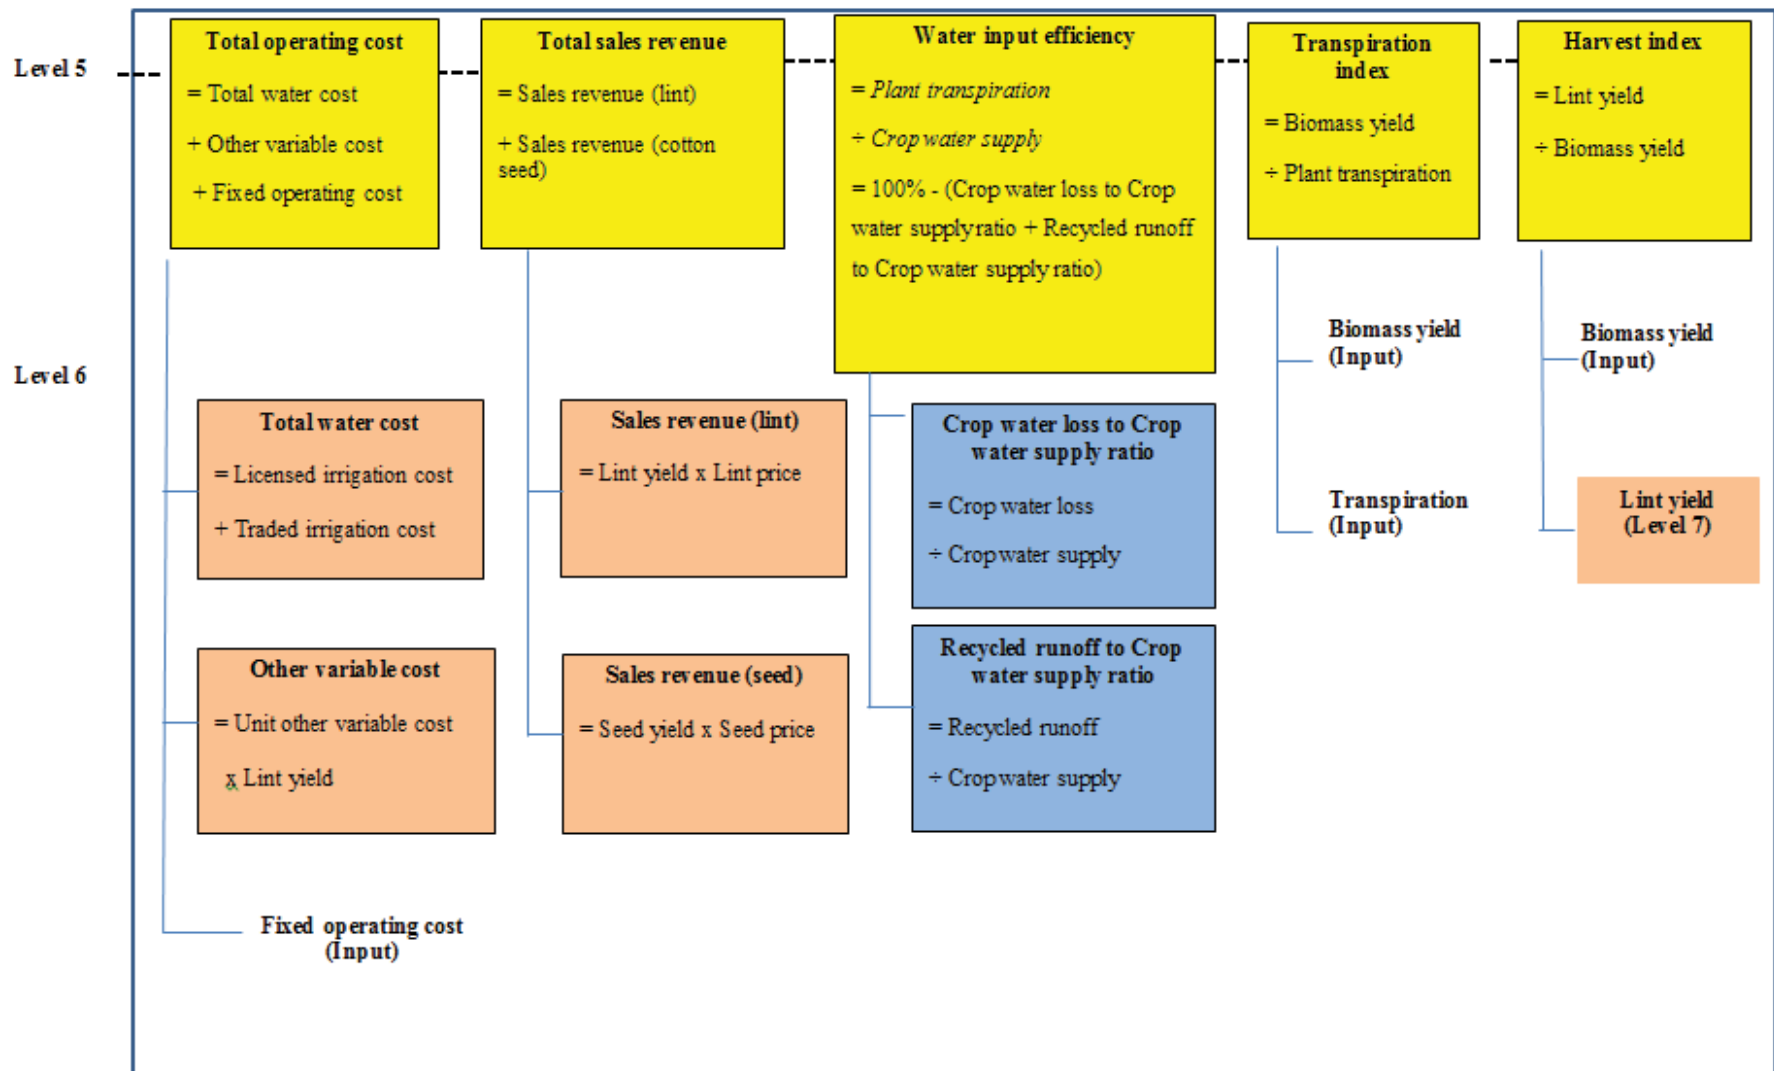 Level 5
Total operating cost
= Total water cost
+ Other variable cost
+ Fixed operating cost
Total sales revenue
= Sales revenue (lint)
+ Sales revenue (cotton
seed)
Water input efficiency
= Plant transpiration
÷ Crop water supply
= 100% - (Crop water loss to Crop
water supply ratio + Recycled runoff
to Crop water supply ratio)
Transpiration
index
= Biomass yield
÷ Plant transpiration
Harvest index
= Lint yield
÷ Biomass yield
Level 6
Total water cost
= Licensed irrigation cost
+ Traded irrigation cost
Other variable cost
= Unit other variable cost
x Lint yield
Fixed operating cost
(Input)
Sales revenue (lint)
= Lint yield x Lint price
Sales revenue (seed)
= Seed yield x Seed price
Crop water loss to Crop
water supply ratio
= Crop water loss
÷ Crop water supply
Recycled runoff to Crop
water supply ratio
= Recycled runoff
÷ Crop water supply
Biomass yield
(Input)
Transpiration
(Input)
Biomass yield
(Input)
Lint yield
(Level 7)